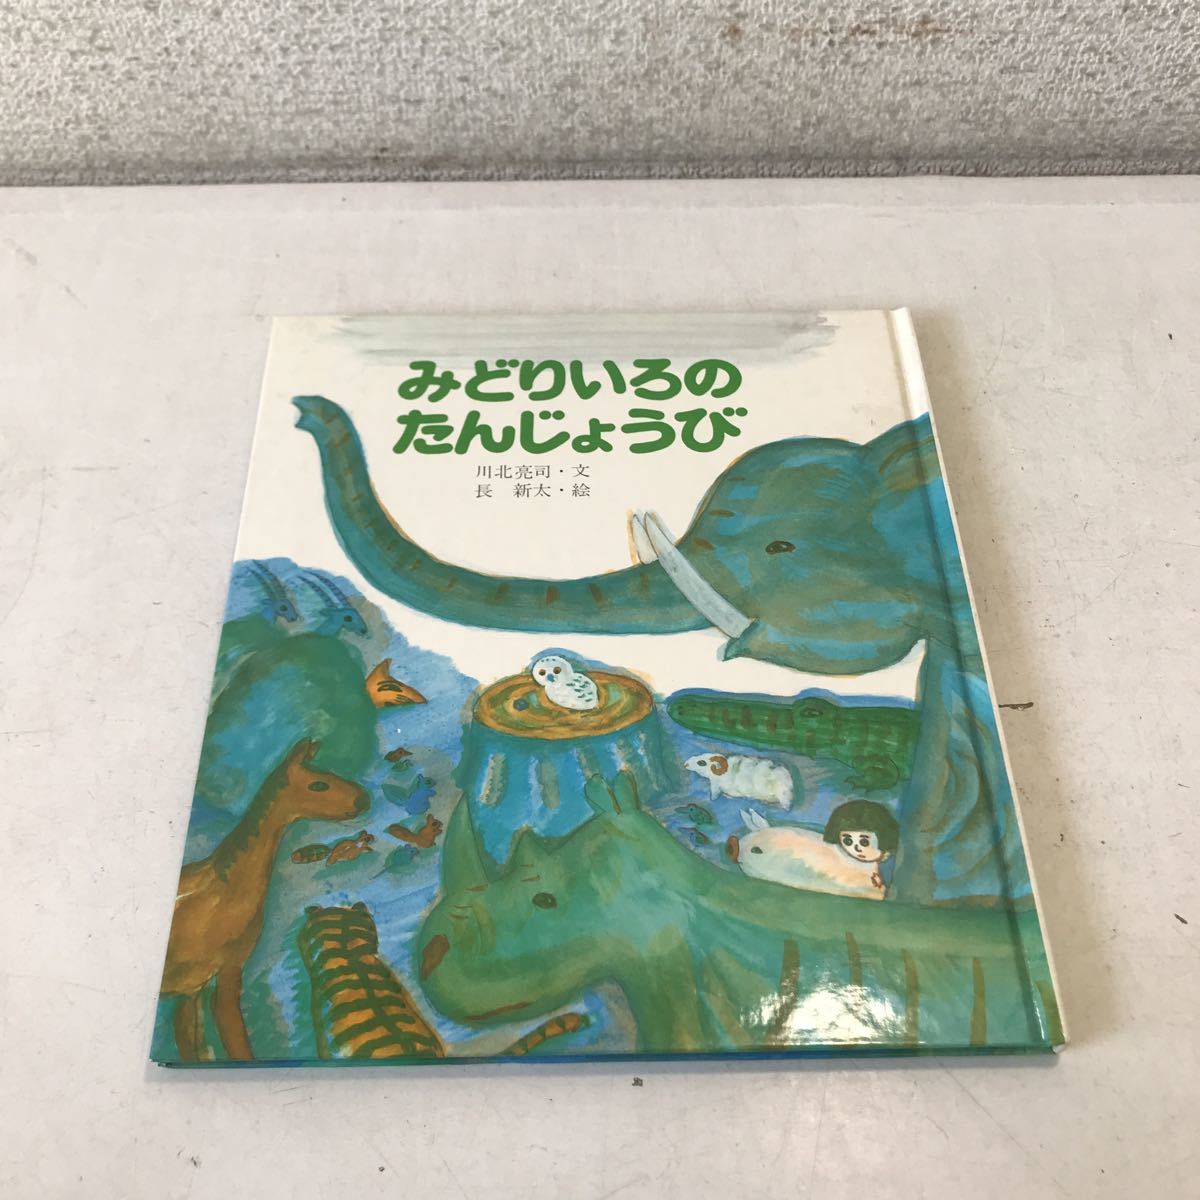 みどりいろの
たんじょうび
川北亮司・文
長 新太・絵